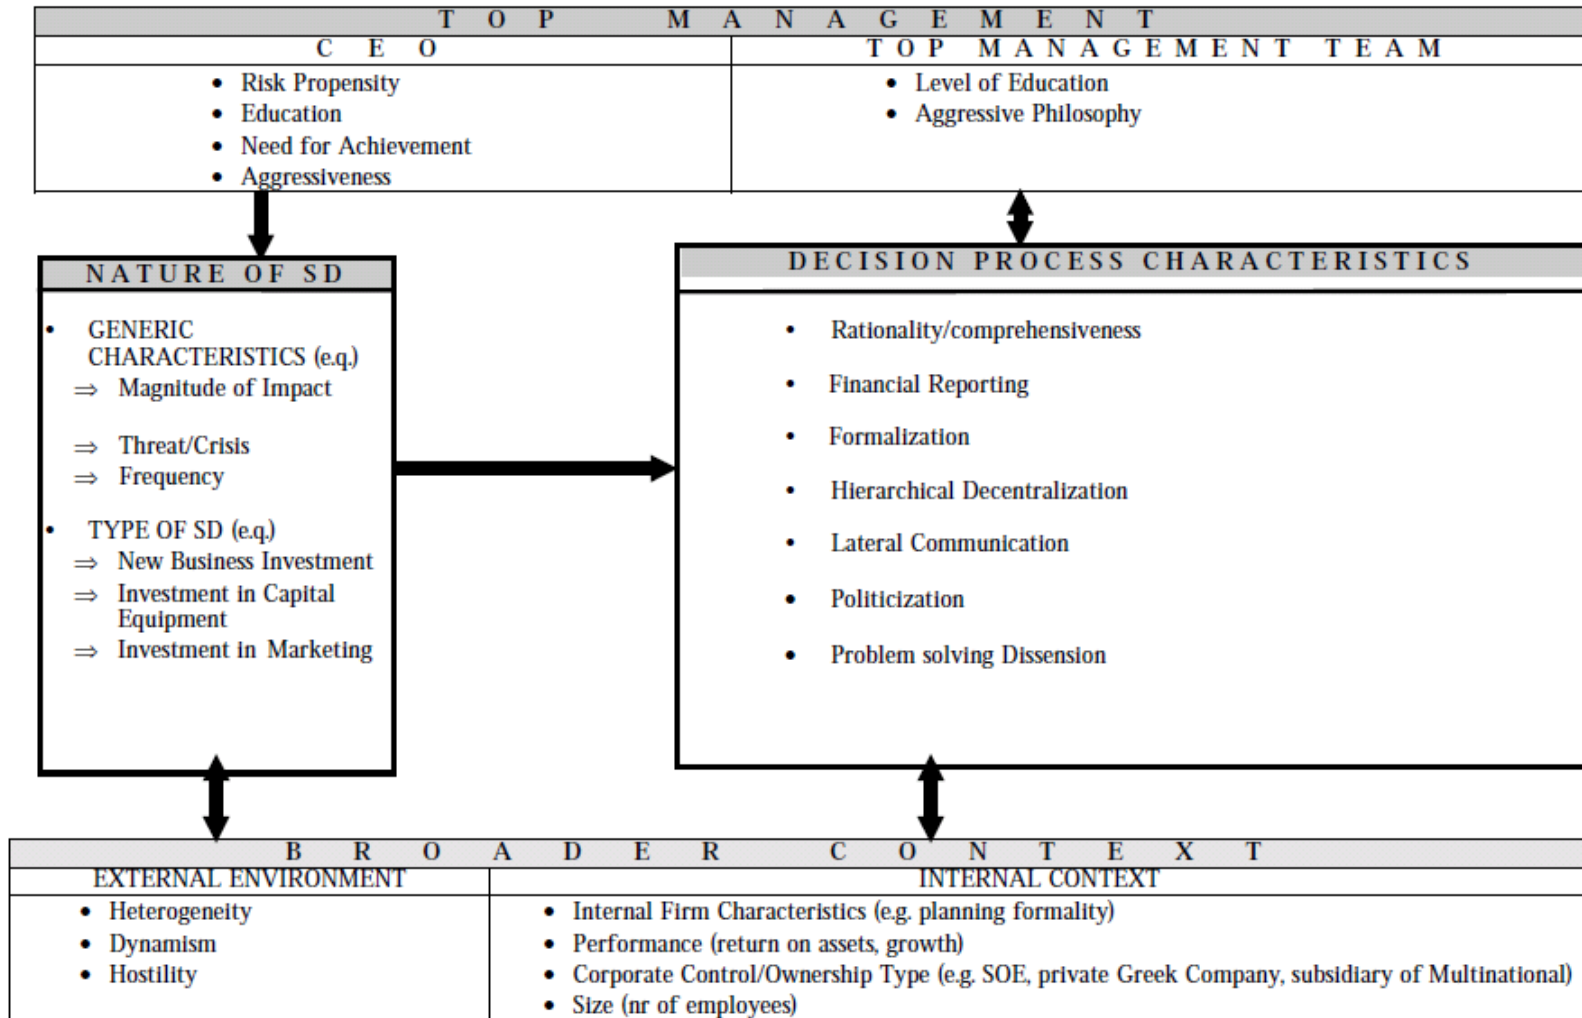 TOP MANAGEMENT
CEO
TOP MANAGEMENT TEAM
• Risk Propensity
• Education
• Need for Achievement
• Aggressiveness
• Level of Education
• Aggressive Philosophy
NATURE OF SD
• GENERIC
CHARACTERISTICS (e.q.)
⇒ Magnitude of Impact
⇒ Threat/Crisis
⇒ Frequency
• TYPE OF SD (e.q.)
⇒ New Business Investment
⇒ Investment in Capital
Equipment
⇒ Investment in Marketing
DECISION PROCESS CHARACTERISTICS
• Rationality/comprehensiveness
• Financial Reporting
• Formalization
• Hierarchical Decentralization
• Lateral Communication
• Politicization
• Problem solving Dissension
BROADER CONTEXT
EXTERNAL ENVIRONMENT
• Heterogeneity
• Dynamism
• Hostility
INTERNAL CONTEXT
• Internal Firm Characteristics (e.g. planning formality)
• Performance (return on assets, growth)
• Corporate Control/Ownership Type (e.g. SOE, private Greek Company, subsidiary of Multinational)
• Size (nr of employees)